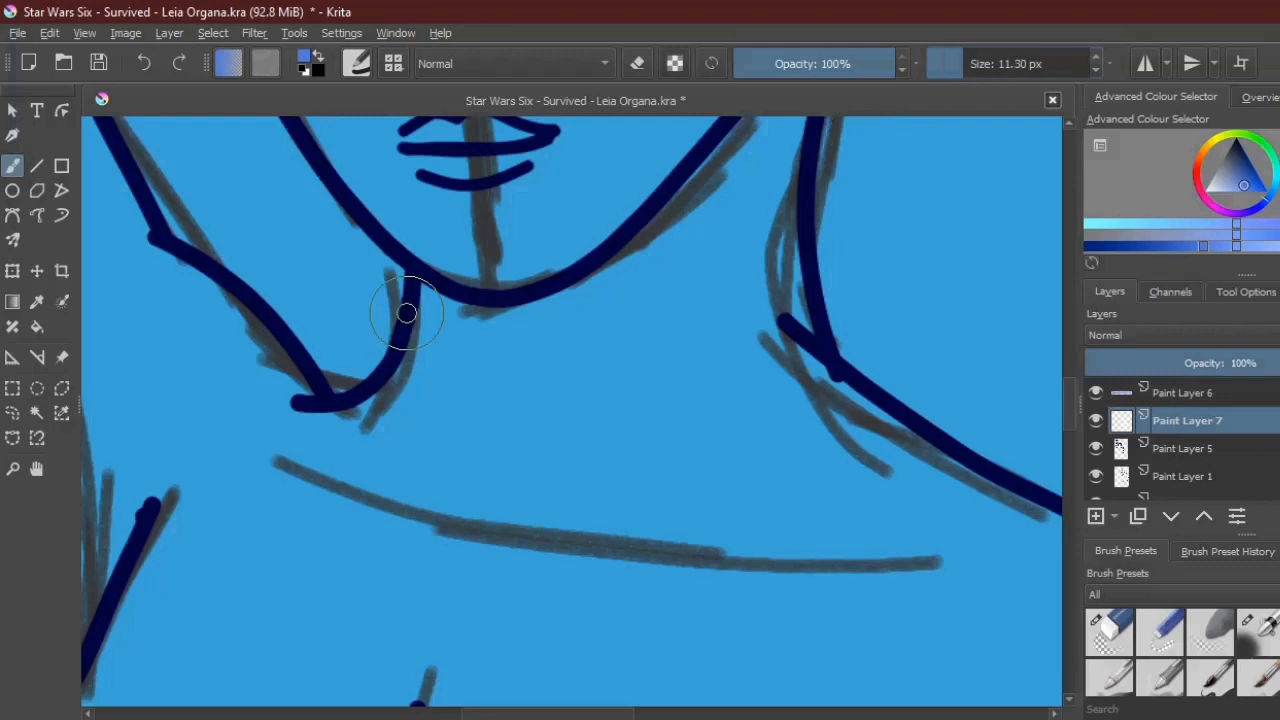 Star Wars Six - Survived - Leia Organa.kra (92.8 MiB) * - Krita
File Edit View Image Layer Filter Tools Select Settings Window Help
Normal
Opacity: 100%
Size: 11.30 px
Star Wars Six - Survived - Leia Organa.kra *
Advanced Colour Selector
Overvie
Advanced Colour Selector
Layers
Channels
Tool Options
Layers
Normal
Opacity: 100%
Paint Layer 6
Paint Layer 7
Paint Layer 5
Paint Layer 1
Brush Presets
Brush Preset History
Brush Presets
All
Search